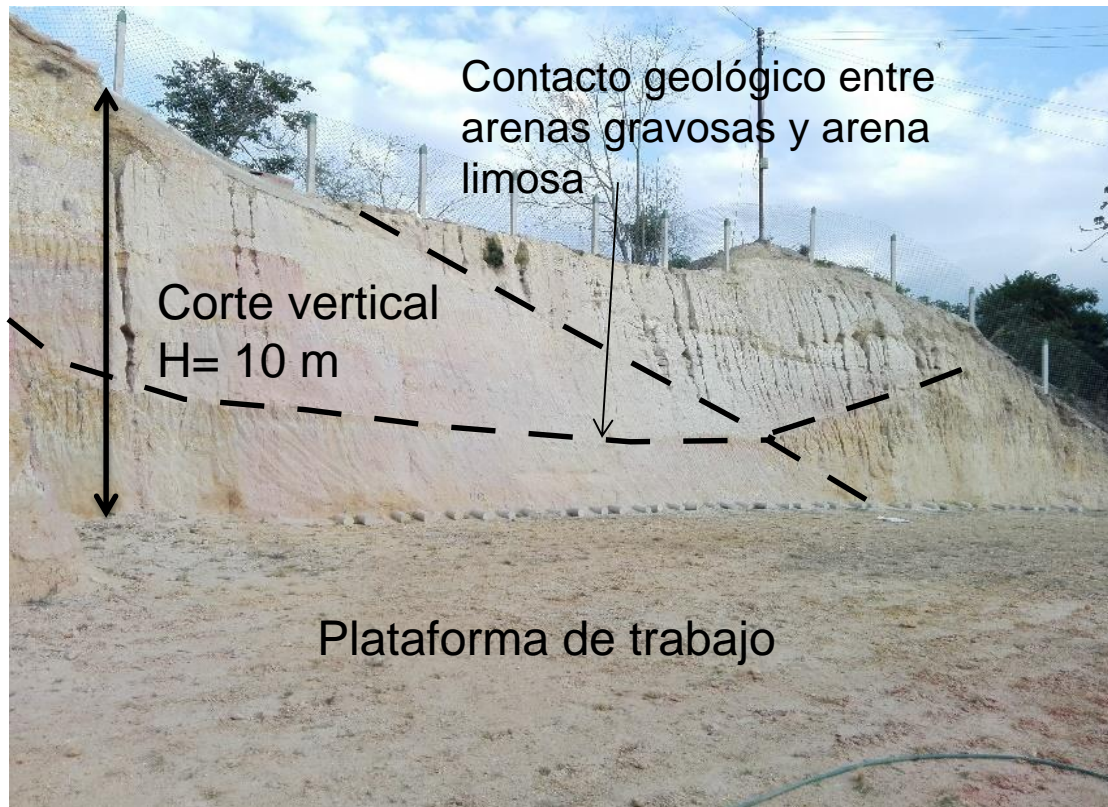 Contacto geológico entre
arenas gravosas y arena
limosa
Corte vertical
H= 10 m
Plataforma de trabajo